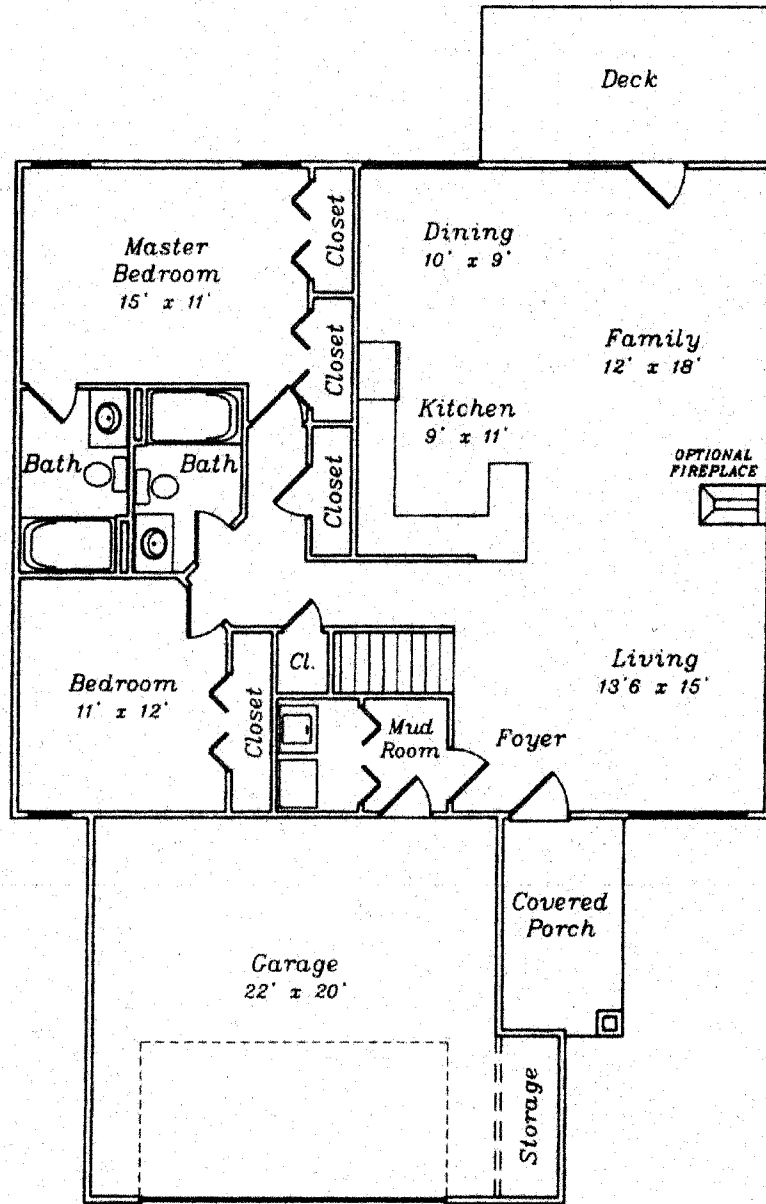 Deck
Master
Bedroom
15' x 11'
Closet
Dining
10' x 9'
Family
12' x 18'
Closet
Kitchen
9' x 11'
Bath
Bath
Closet
OPTIONAL
FIREPLACE
Bedroom
11' x 12'
Closet
Cl.
Mud
Room
Foyer
Living
13'6 x 15'
Covered
Porch
Garage
22' x 20'
Storage